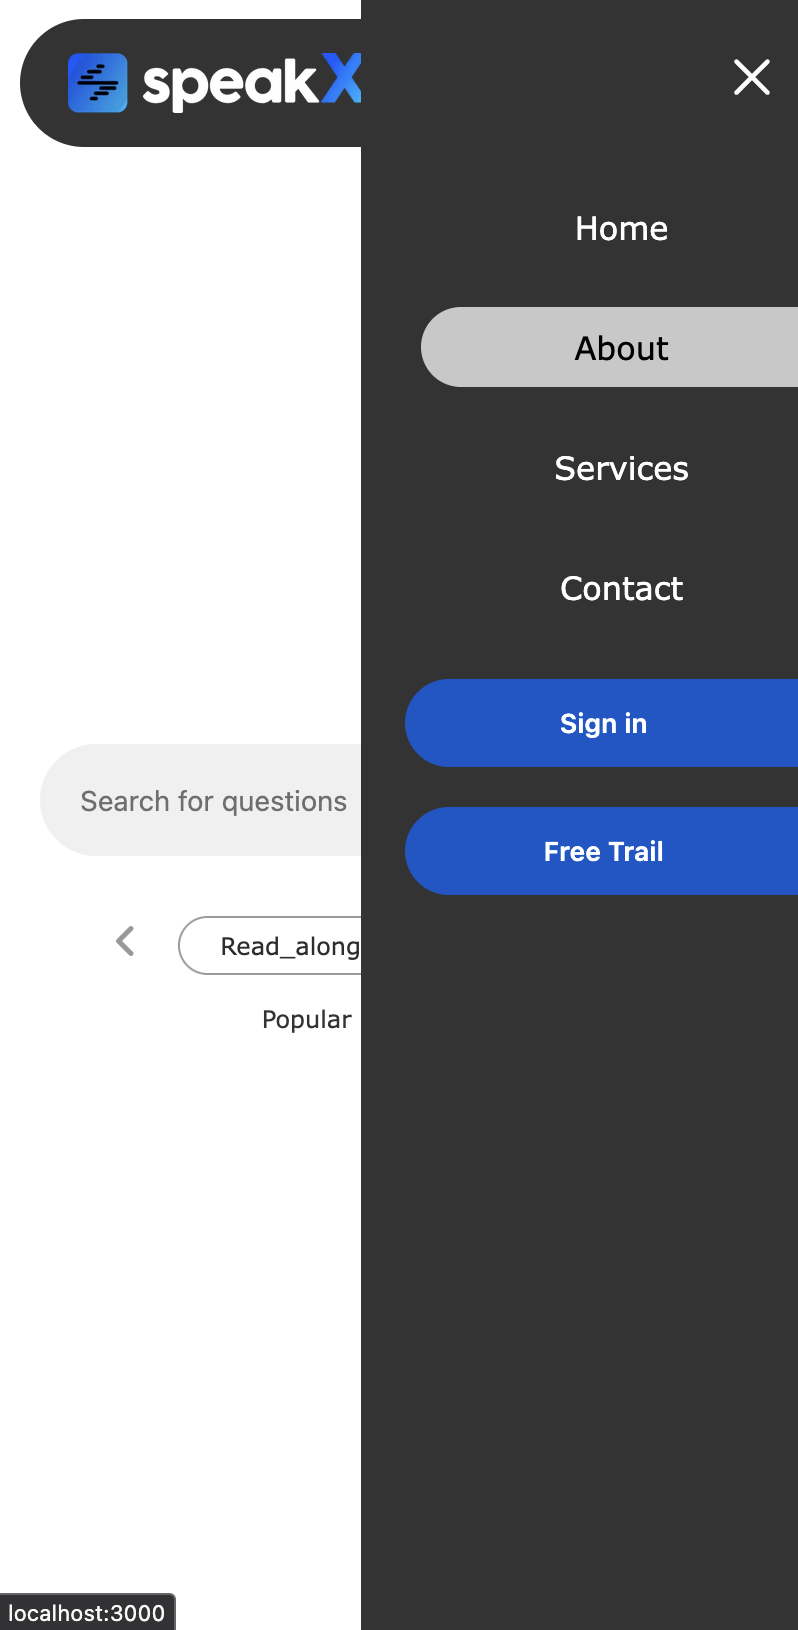 speakX
Home
About
Services
Contact
Sign in
Free Trail
Search for questions
Read_along
Popular
localhost:3000